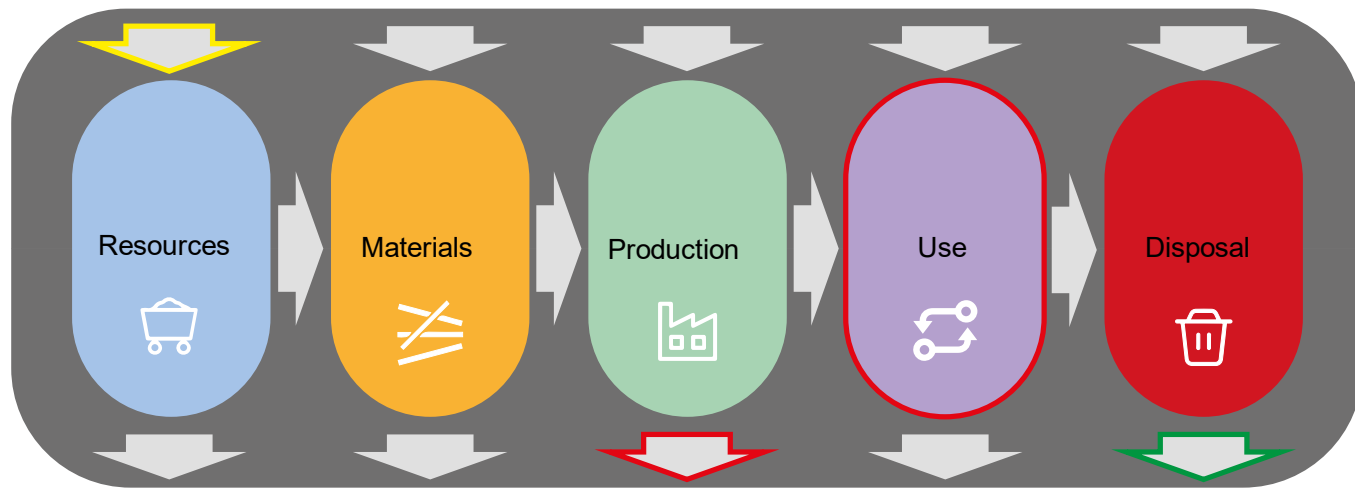 Resources
Materials
Production
Use
Disposal